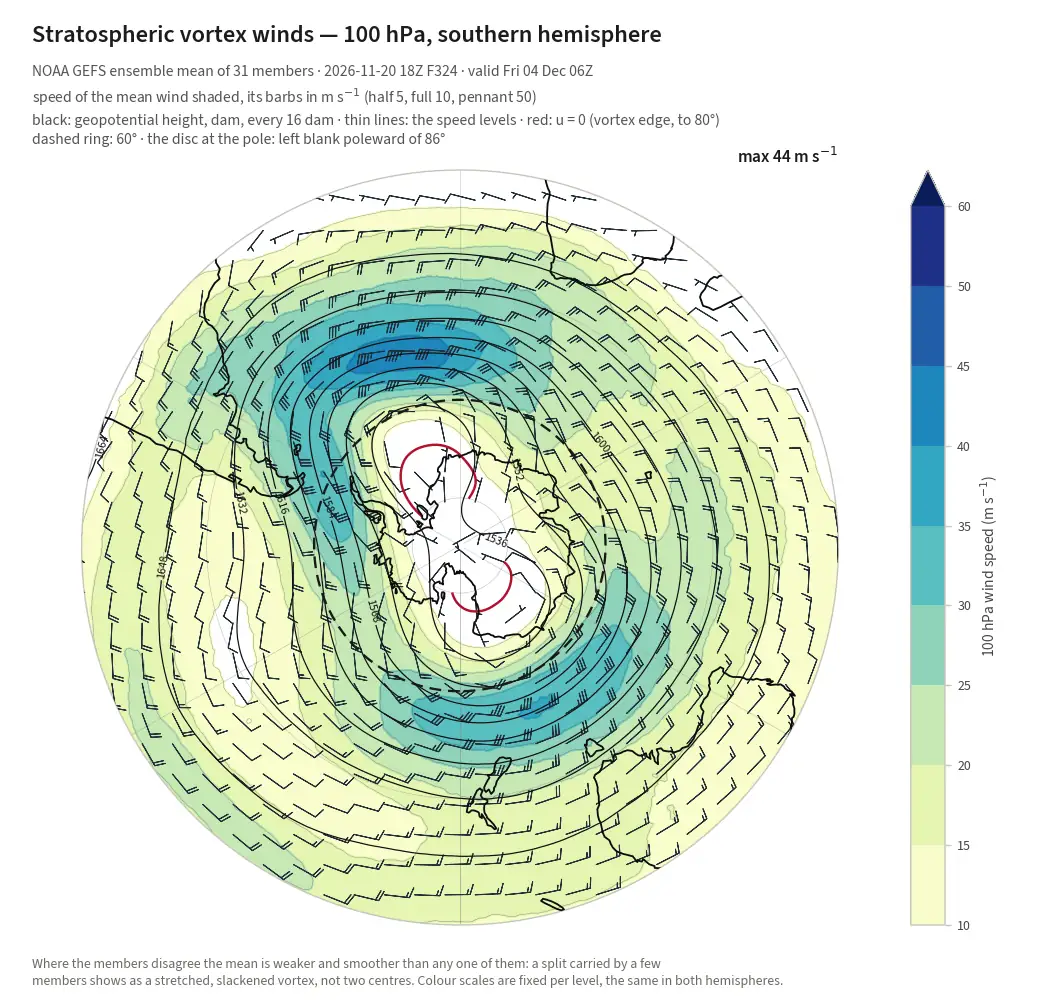 Stratospheric vortex winds — 100 hPa, southern hemisphere
NOAA GEFS ensemble mean of 31 members · 2026-11-20 18Z F324 · valid Fri 04 Dec 06Z
speed of the mean wind shaded, its barbs in m s⁻¹ (half 5, full 10, pennant 50)
black: geopotential height, dam, every 16 dam · thin lines: the speed levels · red: u = 0 (vortex edge, to 80°)
dashed ring: 60° · the disc at the pole: left blank poleward of 86°
max 44 m s⁻¹
60
50
45
40
35
30
25
20
15
10
100 hPa wind speed (m s⁻¹)
1664
1600
1552
1632
1616
1584
1536
1648
1568
Where the members disagree the mean is weaker and smoother than any one of them: a split carried by a few
members shows as a stretched, slackened vortex, not two centres. Colour scales are fixed per level, the same in both hemispheres.